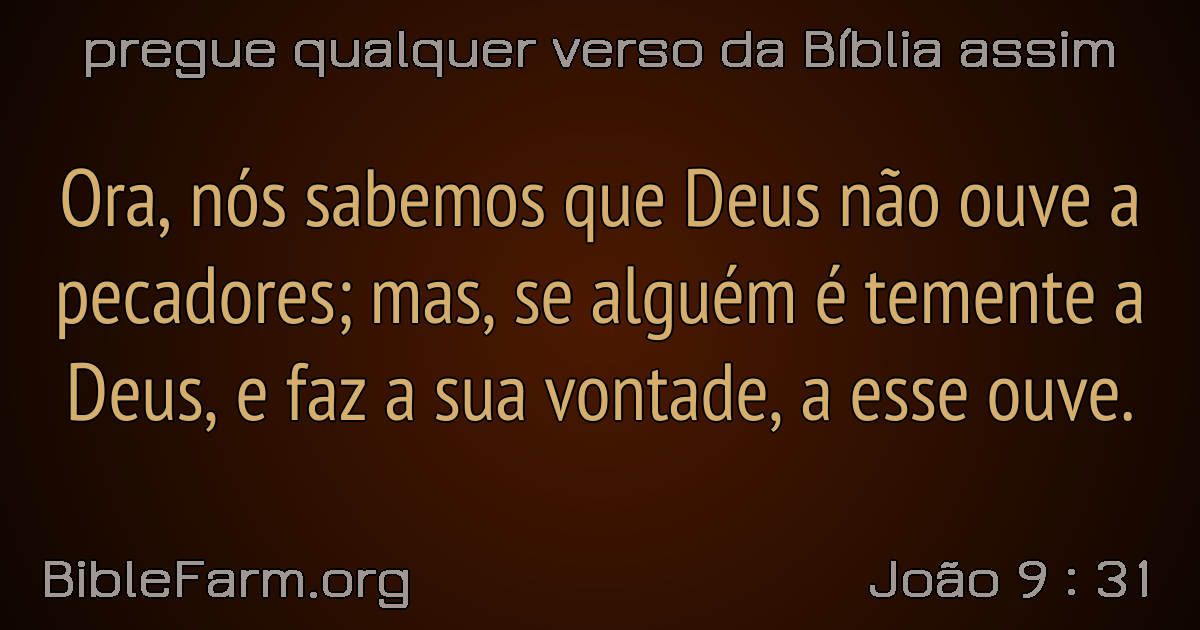 pregue qualquer verso da Bíblia assim
Ora, nós sabemos que Deus não ouve a
pecadores; mas, se alguém é temente a
Deus, e faz a sua vontade, a esse ouve.
BibleFarm.org
João 9 : 31